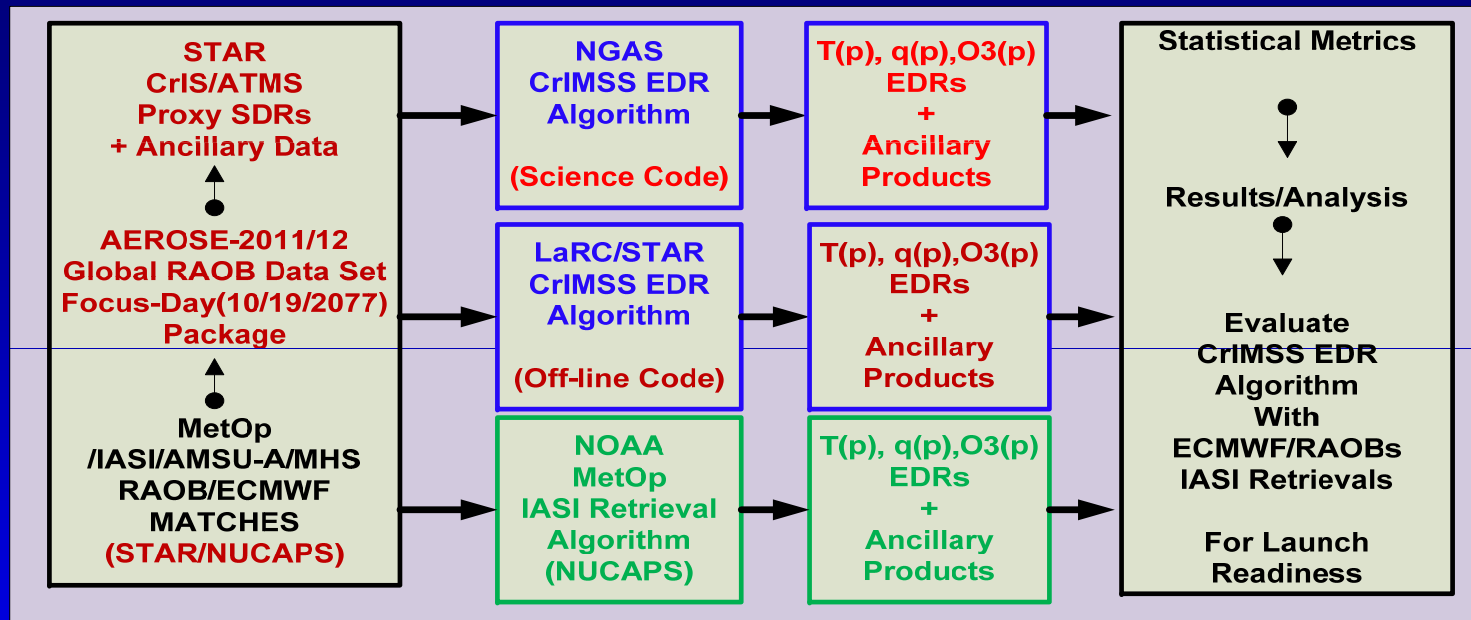 STAR
CrIS/ATMS
Proxy SDRs
+ Ancillary Data
AEROSE-2011/12
Global RAOB Data Set
Focus-Day(10/19/2077)
Package
MetOp
/IASI/AMSU-A/MHS
RAOB/ECMWF
MATCHES
(STAR/NUCAPS)
NGAS
CrIMSS EDR
Algorithm
(Science Code)
T(p), q(p),O3(p)
EDRs
+
Ancillary
Products
LaRC/STAR
CrIMSS EDR
Algorithm
(Off-line Code)
T(p), q(p),O3(p)
EDRs
+
Ancillary
Products
NOAA
MetOp
IASI Retrieval
Algorithm
(NUCAPS)
T(p), q(p),O3(p)
EDRs
+
Ancillary
Products
Statistical Metrics
Results/Analysis
Evaluate
CrIMSS EDR
Algorithm
With
ECMWF/RAOBs
IASI Retrievals
For Launch
Readiness